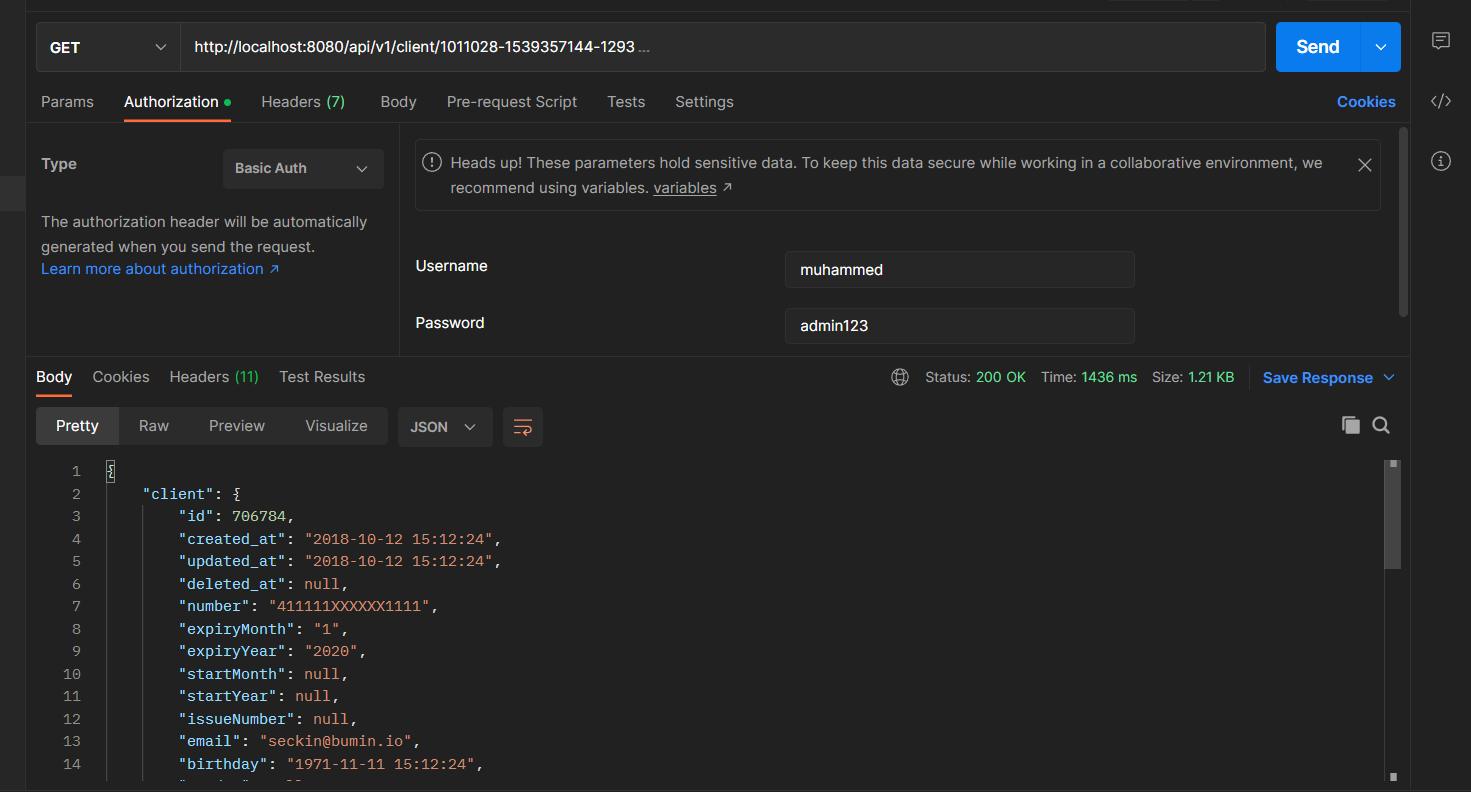 GET http://localhost:8080/api/v1/client/1011028-1539357144-1293 ... Send
Params Authorization Headers (7) Body Pre-request Script Tests Settings Cookies
Type Basic Auth
The authorization header will be automatically
generated when you send the request.
Learn more about authorization ↗
Heads up! These parameters hold sensitive data. To keep this data secure while working in a collaborative environment, we
recommend using variables. variables ↗
Username muhammed
Password admin123
Body Cookies Headers (11) Test Results Status: 200 OK Time: 1436 ms Size: 1.21 KB Save Response
Pretty Raw Preview Visualize JSON
1 {
2 "client": {
3 "id": 706784,
4 "created_at": "2018-10-12 15:12:24",
5 "updated_at": "2018-10-12 15:12:24",
6 "deleted_at": null,
7 "number": "411111XXXXXX1111",
8 "expiryMonth": "1",
9 "expiryYear": "2020",
10 "startMonth": null,
11 "startYear": null,
12 "issueNumber": null,
13 "email": "seckin@bumin.io",
14 "birthday": "1971-11-11 15:12:24",